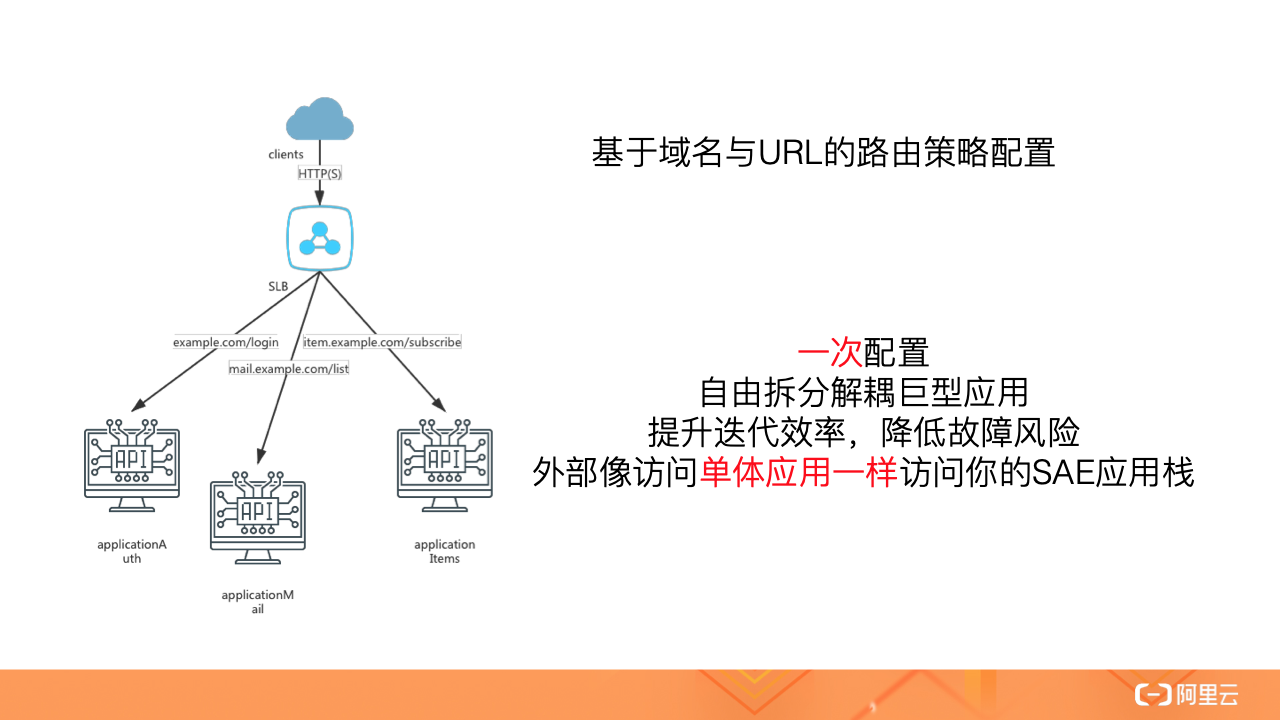 基于域名与URL的路由策略配置
clients
HTTP(S)
SLB
example.com/login
item.example.com/subscribe
mail.example.com/list
一次配置
自由拆分解耦巨型应用
提升迭代效率，降低故障风险
外部像访问单体应用一样访问你的SAE应用栈
API
API
API
applicationA
uth
application
Items
applicationM
ail
阿里云